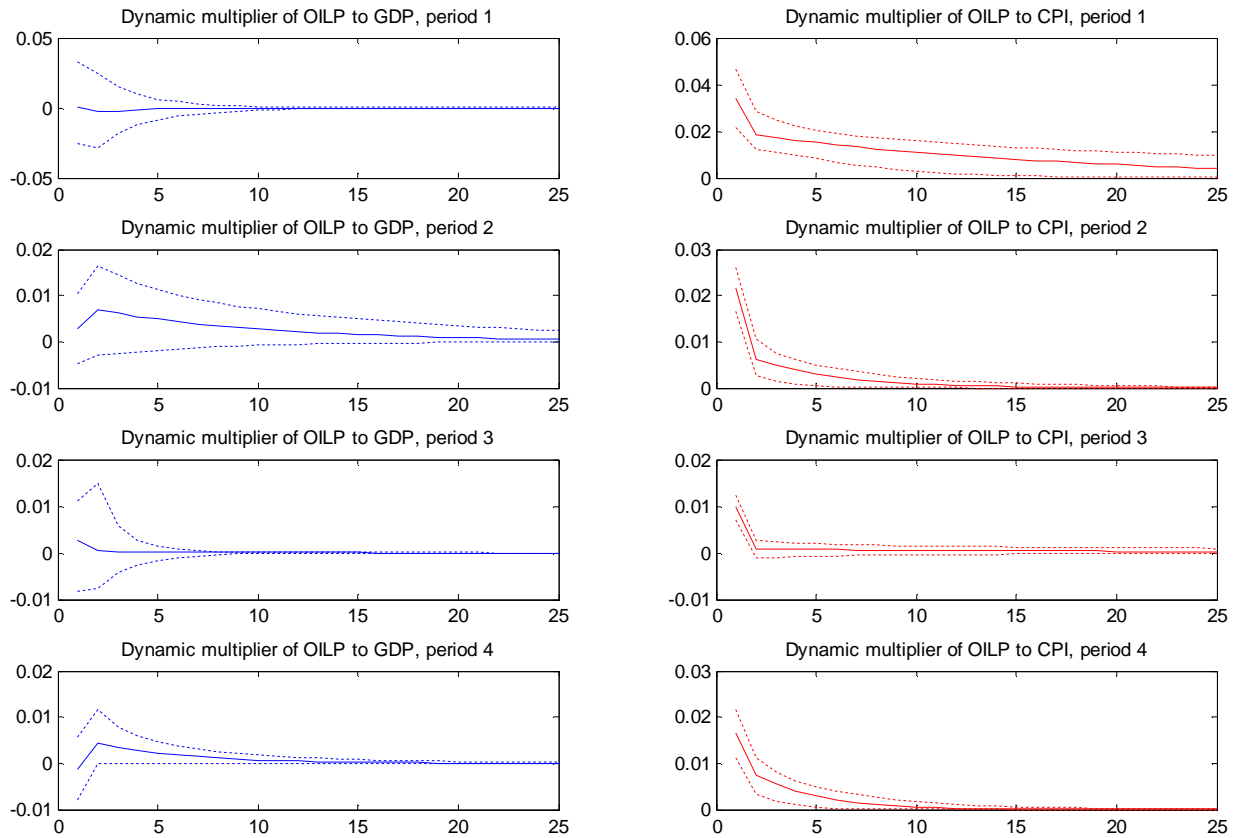 Dynamic multiplier of OILP to GDP, period 1
0.05
0
-0.05
0 5 10 15 20 25
Dynamic multiplier of OILP to CPI, period 1
0.06
0.04
0.02
0
0 5 10 15 20 25
Dynamic multiplier of OILP to GDP, period 2
0.02
0.01
0
-0.01
0 5 10 15 20 25
Dynamic multiplier of OILP to CPI, period 2
0.03
0.02
0.01
0
0 5 10 15 20 25
Dynamic multiplier of OILP to GDP, period 3
0.02
0.01
0
-0.01
0 5 10 15 20 25
Dynamic multiplier of OILP to CPI, period 3
0.02
0.01
0
-0.01
0 5 10 15 20 25
Dynamic multiplier of OILP to GDP, period 4
0.02
0.01
0
-0.01
0 5 10 15 20 25
Dynamic multiplier of OILP to CPI, period 4
0.03
0.02
0.01
0
0 5 10 15 20 25